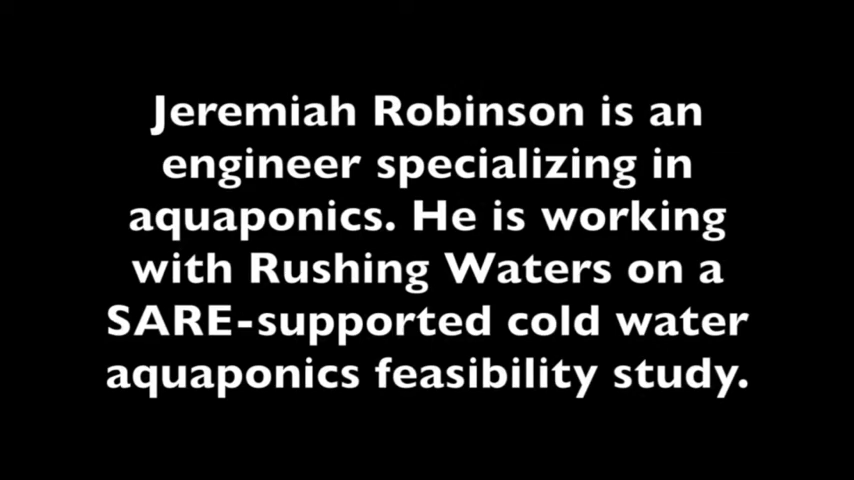 Jeremiah Robinson is an
engineer specializing in
aquaponics. He is working
with Rushing Waters on a
SARE-supported cold water
aquaponics feasibility study.